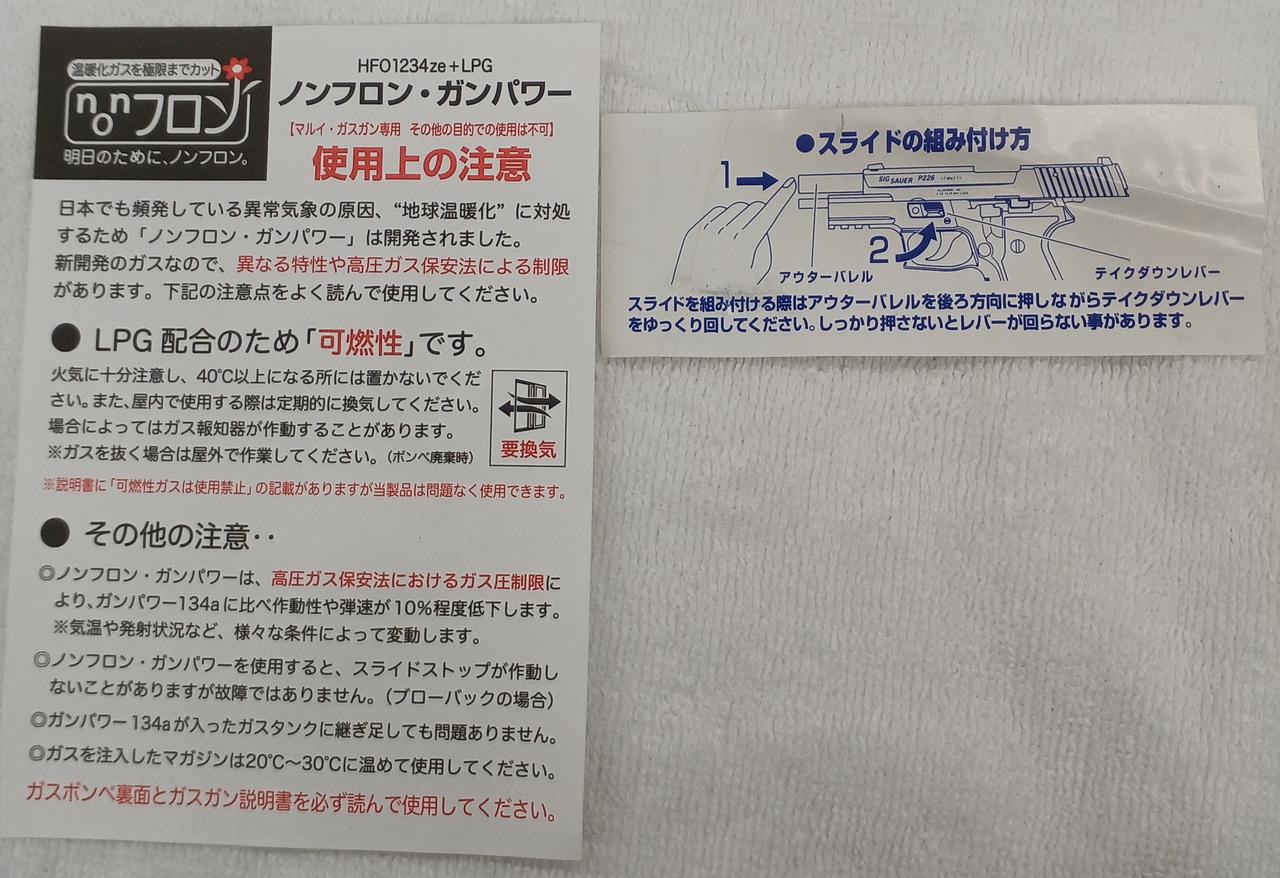 温暖化ガスを極限までカット
nonフロン
明日のために、ノンフロン。
HFO1234ze+LPG
ノンフロン・ガンパワー
【マルイ・ガスガン専用 その他の目的での使用は不可】
使用上の注意
日本でも頻発している異常気象の原因、“地球温暖化”に対処
するため「ノンフロン・ガンパワー」は開発されました。
新開発のガスなので、異なる特性や高圧ガス保安法による制限
があります。下記の注意点をよく読んで使用してください。
● LPG 配合のため「可燃性」です。
火気に十分注意し、40℃以上になる所には置かないでくだ
さい。また、屋内で使用する際は定期的に換気してください。
場合によってはガス報知器が作動することがあります。
※ガスを抜く場合は屋外で作業してください。(ボンベ廃棄時)
要換気
※説明書に「可燃性ガスは使用禁止」の記載がありますが当製品は問題なく使用できます。
● その他の注意‥
◎ノンフロン・ガンパワーは、高圧ガス保安法におけるガス圧制限に
より、ガンパワー134aに比べ作動性や弾速が10%程度低下します。
※気温や発射状況など、様々な条件によって変動します。
◎ノンフロン・ガンパワーを使用すると、スライドストップが作動し
ないことがありますが故障ではありません。(ブローバックの場合)
◎ガンパワー134aが入ったガスタンクに継ぎ足しても問題ありません。
◎ガスを注入したマガジンは20℃〜30℃に温めて使用してください。
ガスボンベ裏面とガスガン説明書を必ず読んで使用してください。
●スライドの組み付け方
1
SIG SAUER P226
2
アウターバレル
テイクダウンレバー
スライドを組み付ける際はアウターバレルを後ろ方向に押しながらテイクダウンレバー
をゆっくり回してください。しっかり押さないとレバーが回らない事があります。